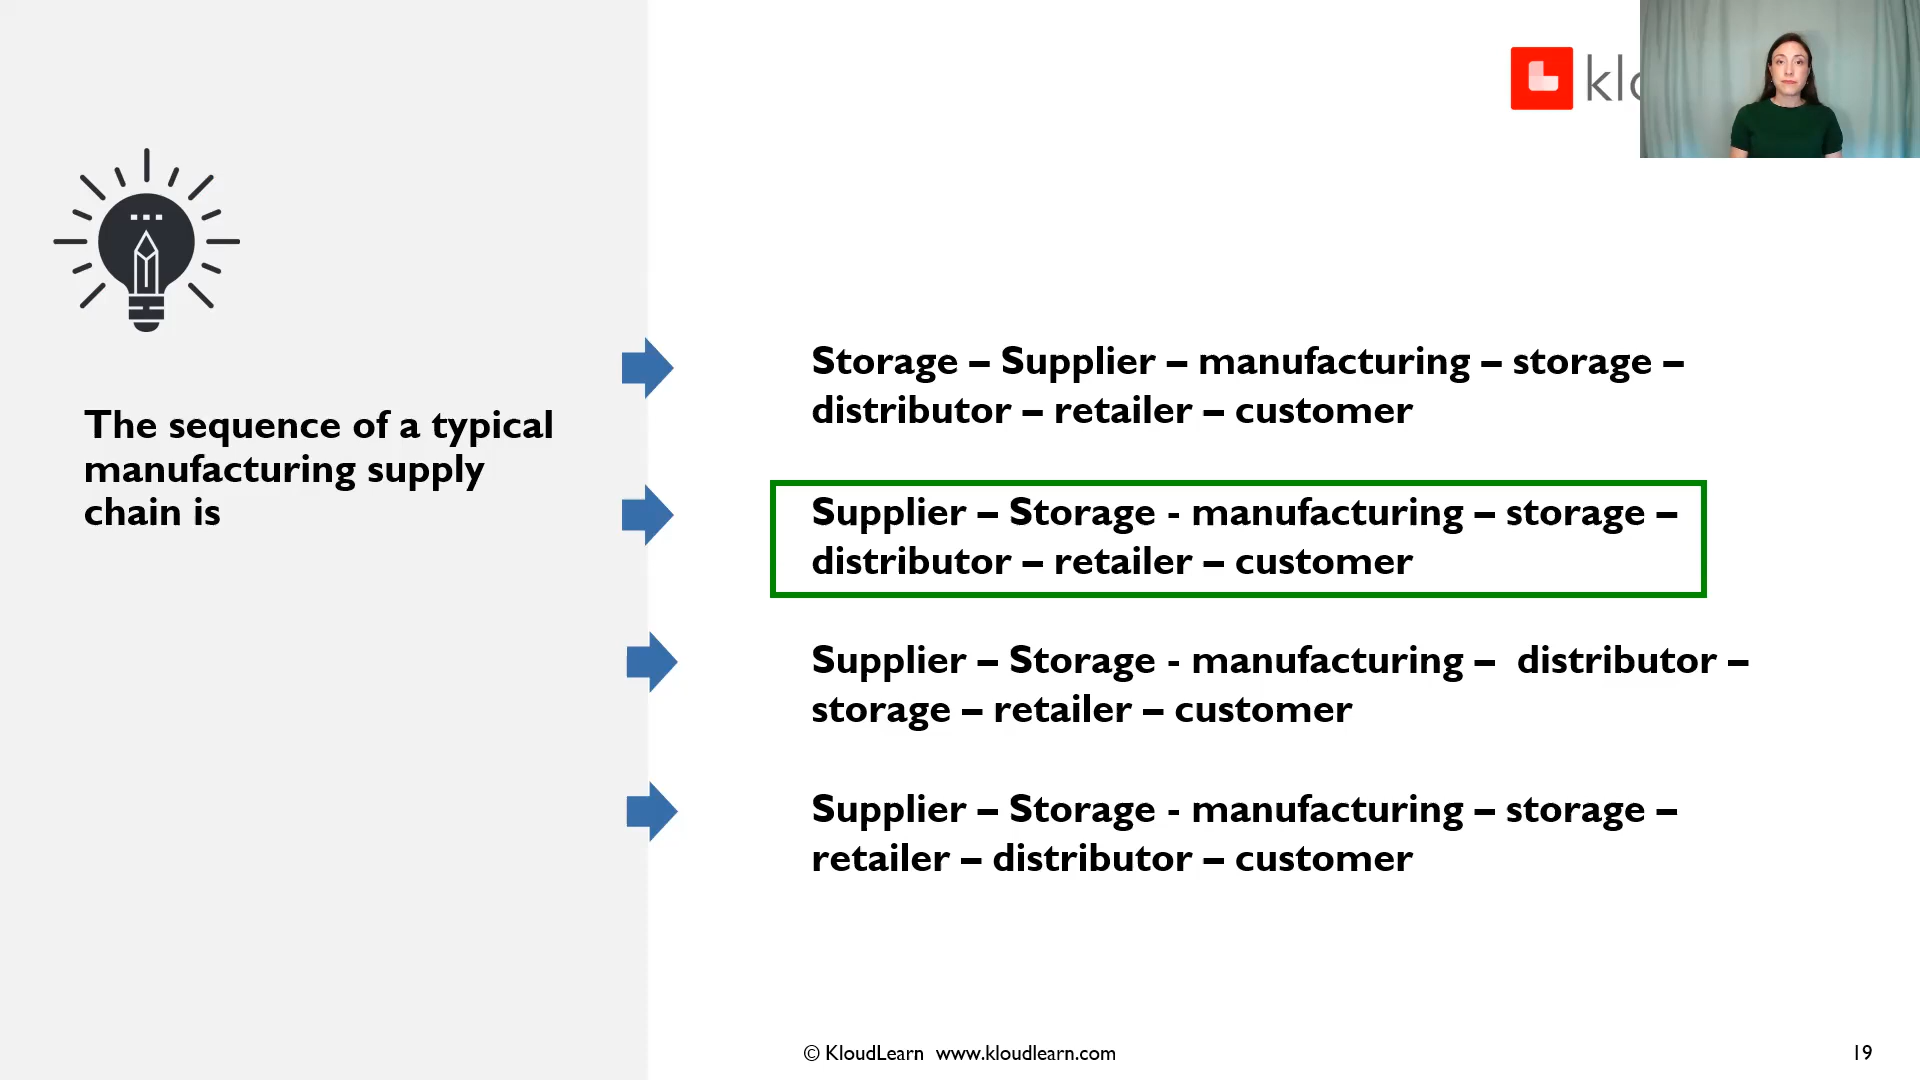 The sequence of a typical
manufacturing supply
chain is
Storage – Supplier – manufacturing – storage –
distributor – retailer – customer
Supplier – Storage - manufacturing – storage –
distributor – retailer – customer
Supplier – Storage - manufacturing – distributor –
storage – retailer – customer
Supplier – Storage - manufacturing – storage –
retailer – distributor – customer
© KloudLearn www.kloudlearn.com
19